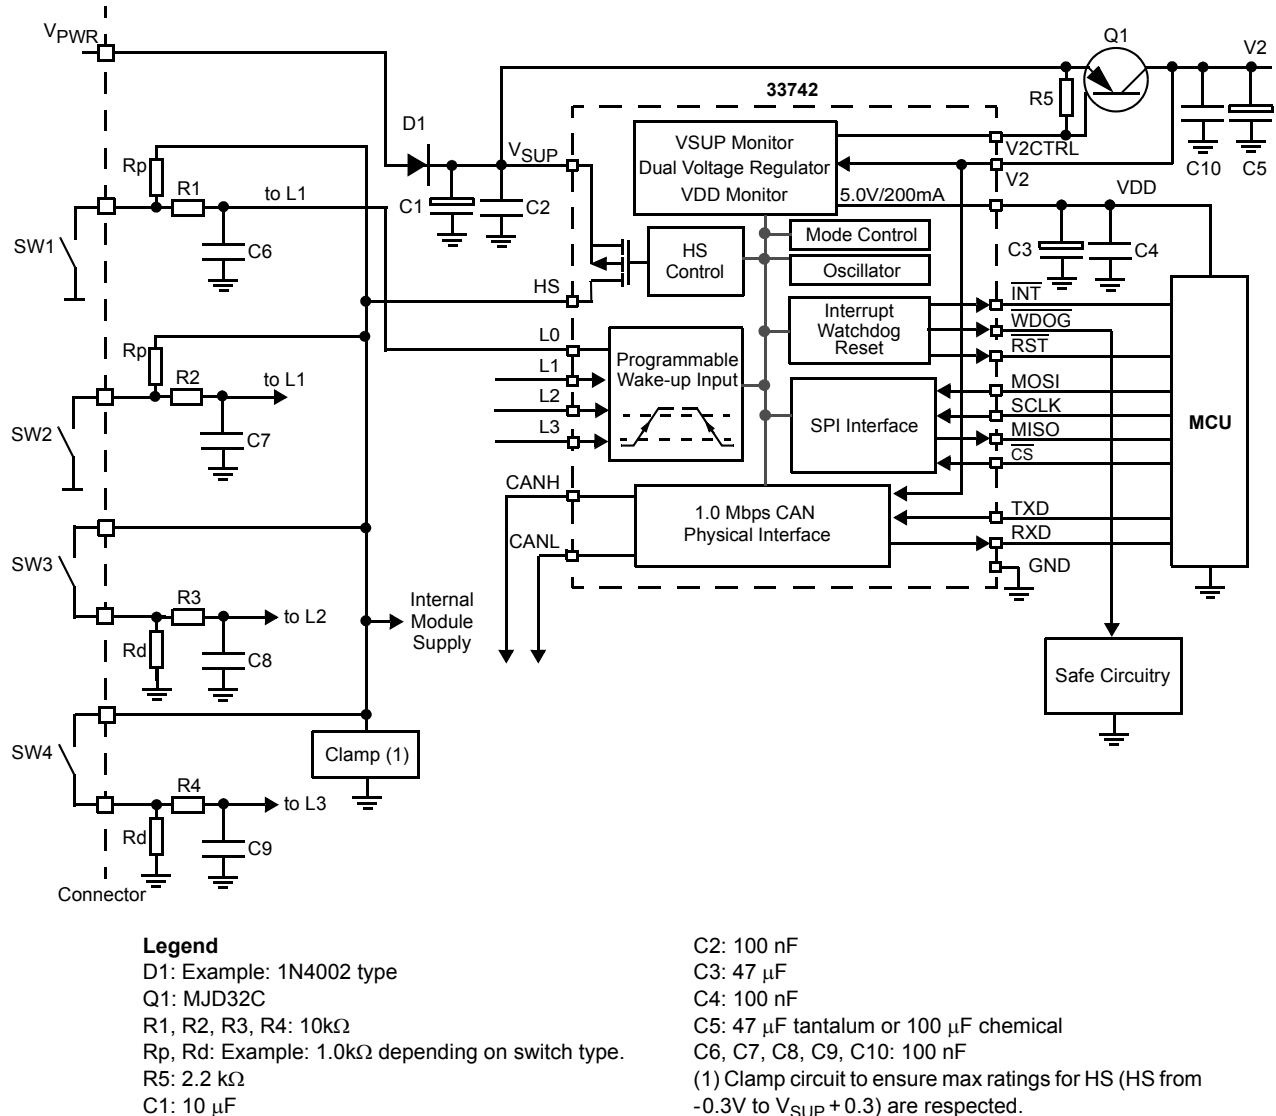 VPWR
Q1
V2
33742
R5
D1
VSUP
VSUP Monitor
Dual Voltage Regulator
VDD Monitor
V2CTRL
V2
C10
C5
Rp
R1
to L1
C1
C2
5.0V/200mA
VDD
SW1
C6
HS
Control
Mode Control
Oscillator
C3
C4
HS
INT
Interrupt
Watchdog
Reset
WDOG
RST
Rp
R2
to L1
L0
L1
L2
L3
Programmable
Wake-up Input
SPI Interface
MOSI
SCLK
MISO
CS
MCU
SW2
C7
CANH
CANL
1.0 Mbps CAN
Physical Interface
TXD
RXD
GND
SW3
R3
to L2
Rd
C8
Internal
Module
Supply
Safe Circuitry
SW4
Clamp (1)
R4
to L3
Rd
C9
Connector
Legend
D1: Example: 1N4002 type
Q1: MJD32C
R1, R2, R3, R4: 10kΩ
Rp, Rd: Example: 1.0kΩ depending on switch type.
R5: 2.2 kΩ
C1: 10 μF
C2: 100 nF
C3: 47 μF
C4: 100 nF
C5: 47 μF tantalum or 100 μF chemical
C6, C7, C8, C9, C10: 100 nF
(1) Clamp circuit to ensure max ratings for HS (HS from
-0.3V to VSUP + 0.3) are respected.